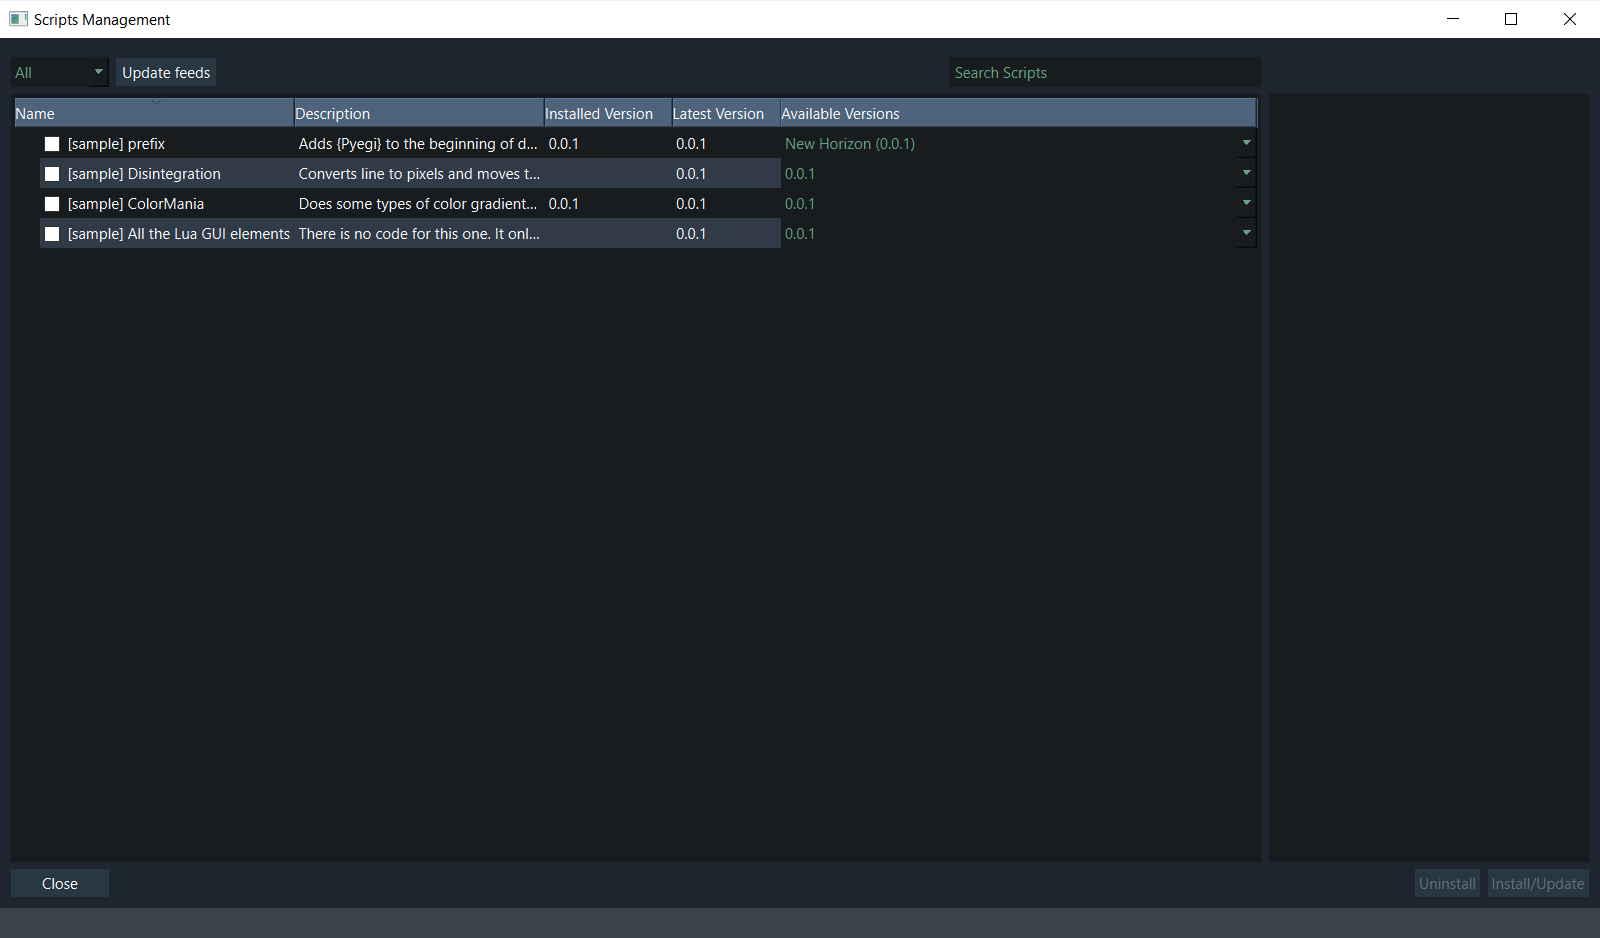 Scripts Management
All Update feeds Search Scripts
Name Description Installed Version Latest Version Available Versions
[sample] prefix Adds {Pyegi} to the beginning of d... 0.0.1 0.0.1 New Horizon (0.0.1)
[sample] Disintegration Converts line to pixels and moves t... 0.0.1 0.0.1
[sample] ColorMania Does some types of color gradient... 0.0.1 0.0.1 0.0.1
[sample] All the Lua GUI elements There is no code for this one. It onl... 0.0.1 0.0.1
Close Uninstall Install/Update